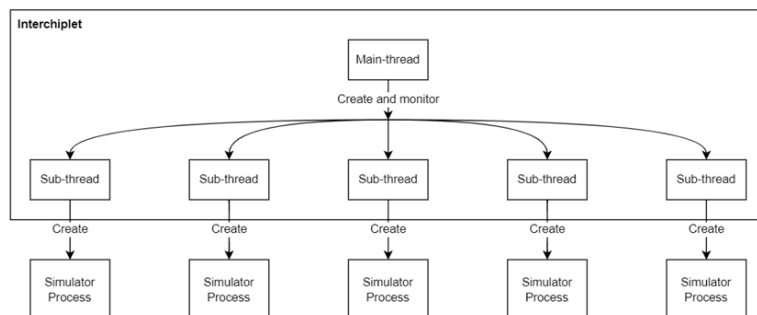 Interchiplet
Main-thread
Create and monitor
Sub-thread Sub-thread Sub-thread Sub-thread Sub-thread
Create Create Create Create Create
Simulator Simulator Simulator Simulator Simulator
Process Process Process Process Process